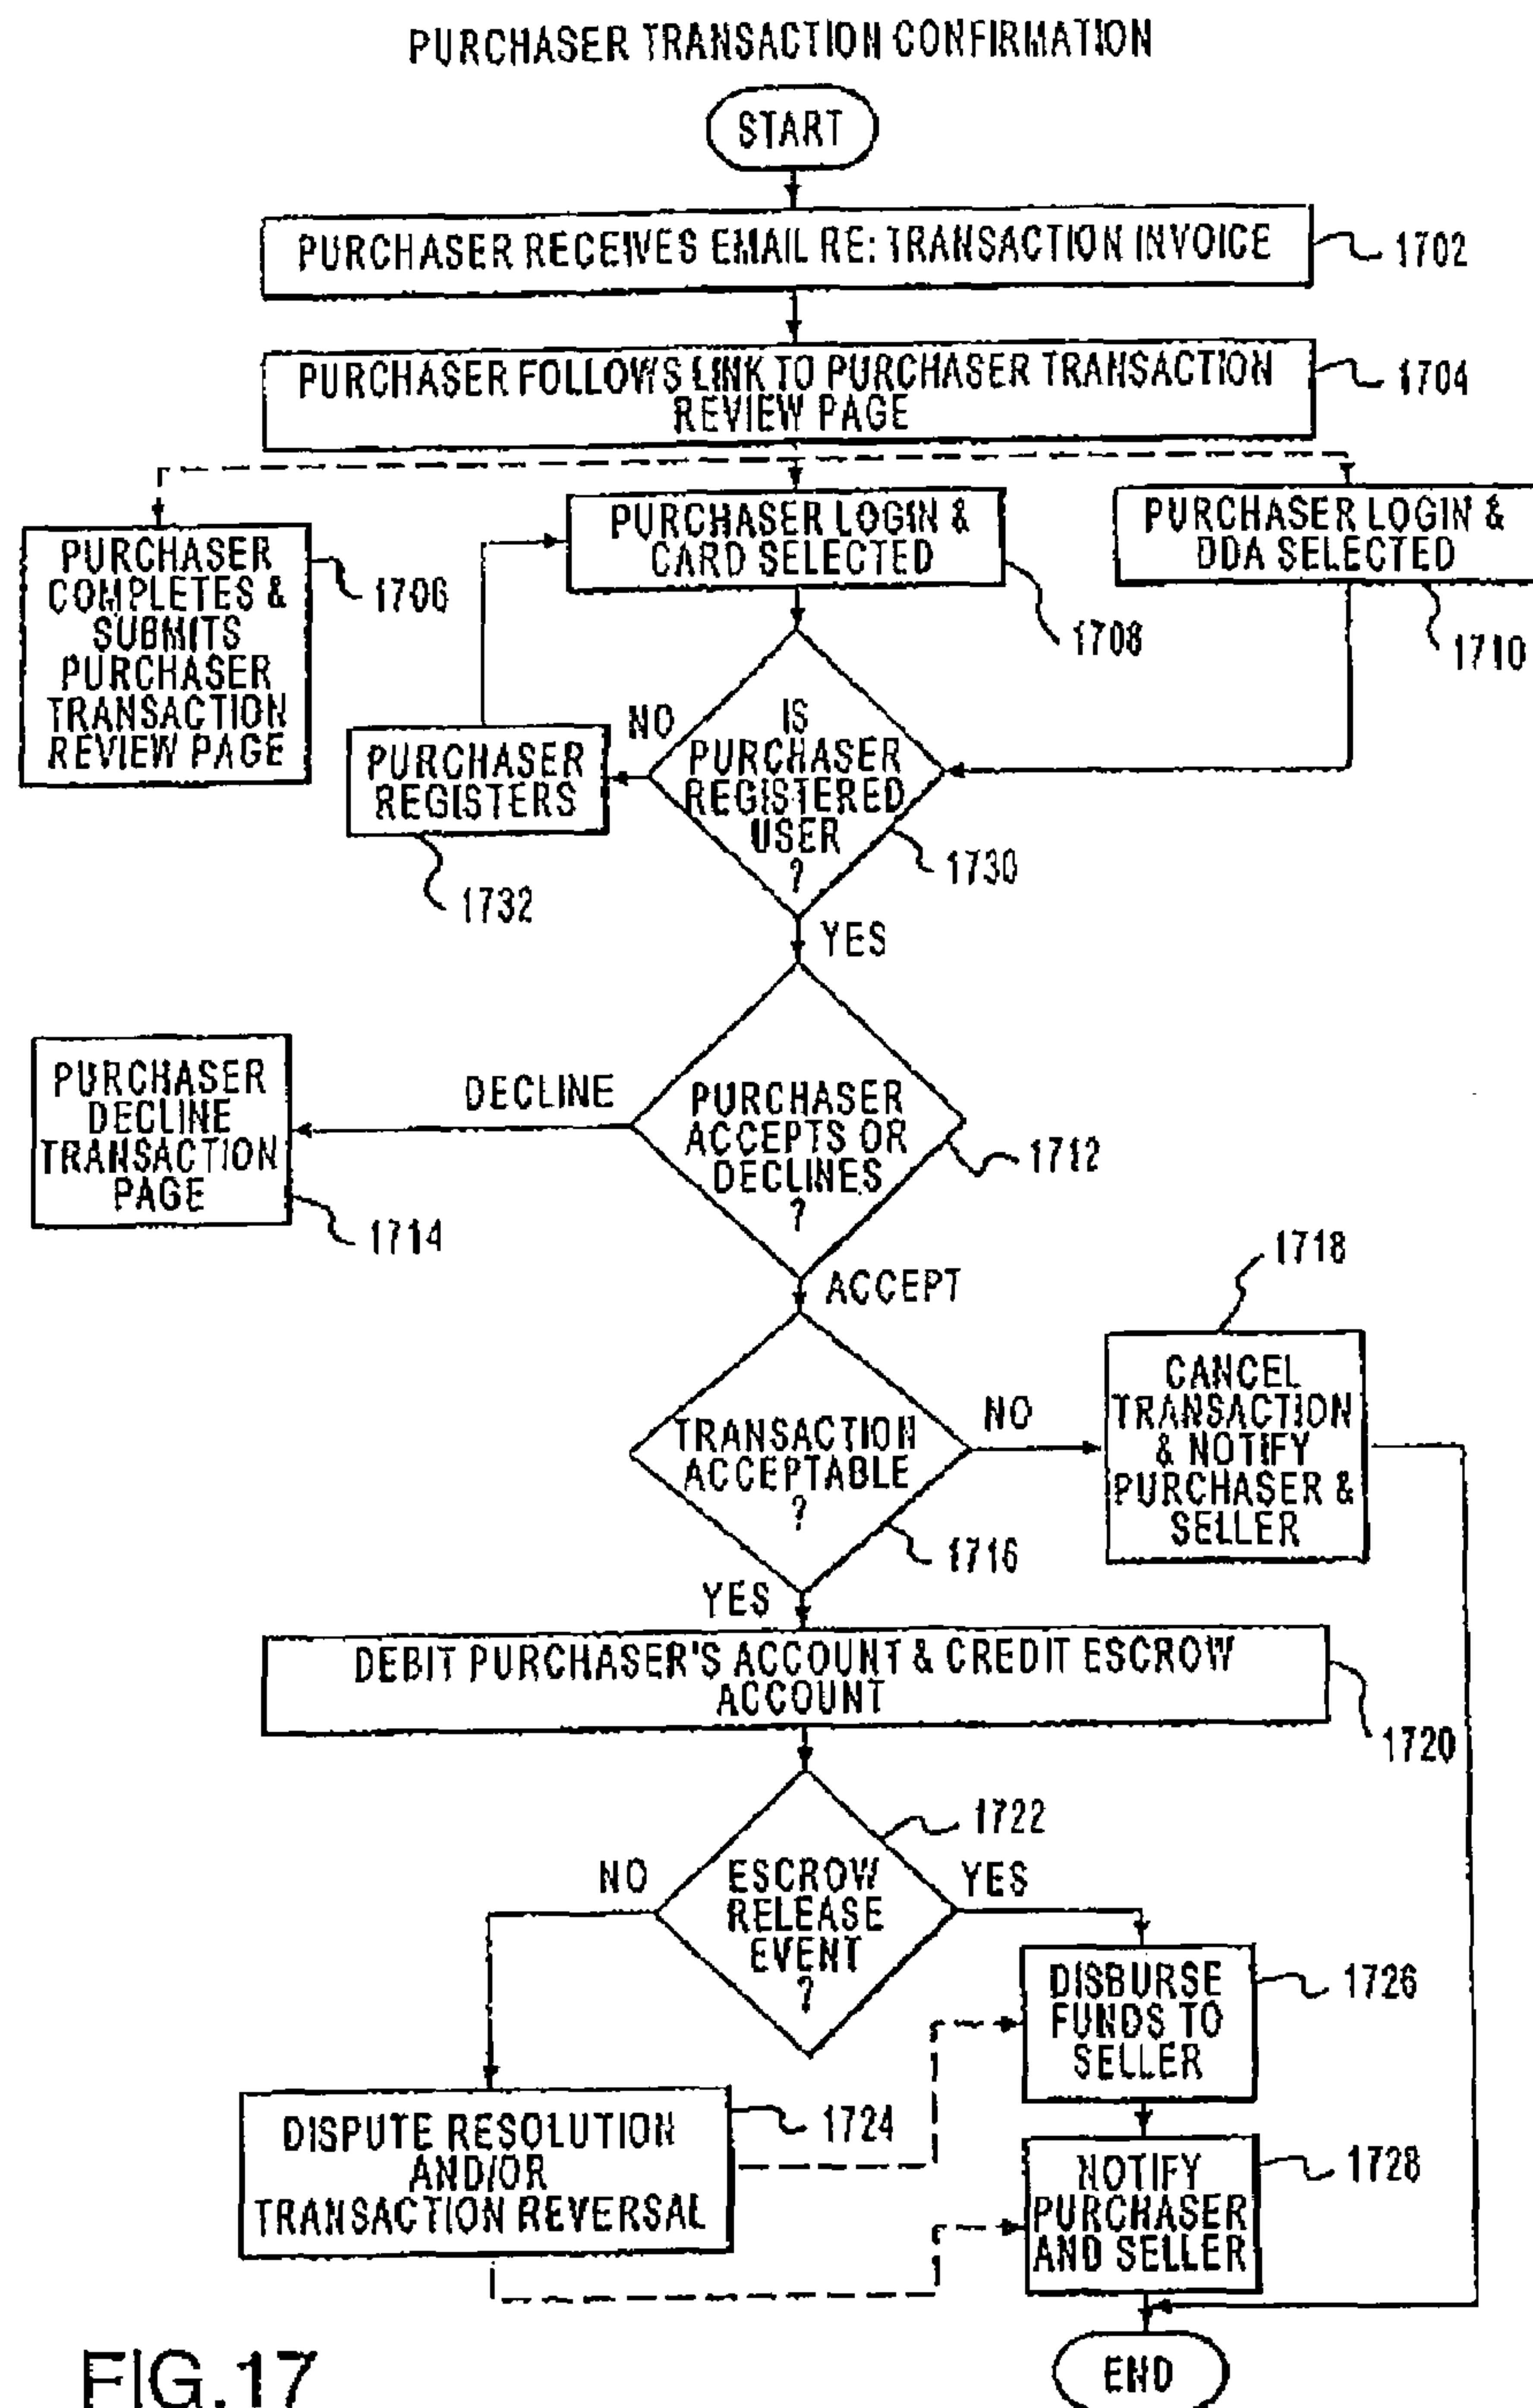 PURCHASER TRANSACTION CONFIRMATION
START
PURCHASER RECEIVES EMAIL RE: TRANSACTION INVOICE
1702
PURCHASER FOLLOWS LINK TO PURCHASER TRANSACTION
REVIEW PAGE
1704
PURCHASER
COMPLETES &
SUBMITS
PURCHASER
TRANSACTION
REVIEW PAGE
1706
PURCHASER LOGIN &
CARD SELECTED
1708
PURCHASER LOGIN &
DDA SELECTED
1710
IS
PURCHASER
REGISTERED
USER
?
1730
NO
PURCHASER
REGISTERS
1732
YES
PURCHASER
ACCEPTS OR
DECLINES
?
1712
DECLINE
PURCHASER
DECLINE
TRANSACTION
PAGE
1714
ACCEPT
TRANSACTION
ACCEPTABLE
?
1716
NO
1718
CANCEL
TRANSACTION
& NOTIFY
PURCHASER &
SELLER
YES
DEBIT PURCHASER'S ACCOUNT & CREDIT ESCROW
ACCOUNT
1720
1722
ESCROW
RELEASE
EVENT
?
NO
YES
DISBURSE
FUNDS TO
SELLER
1726
DISPUTE RESOLUTION
AND/OR
TRANSACTION REVERSAL
1724
NOTIFY
PURCHASER
AND SELLER
1728
END
FIG.17